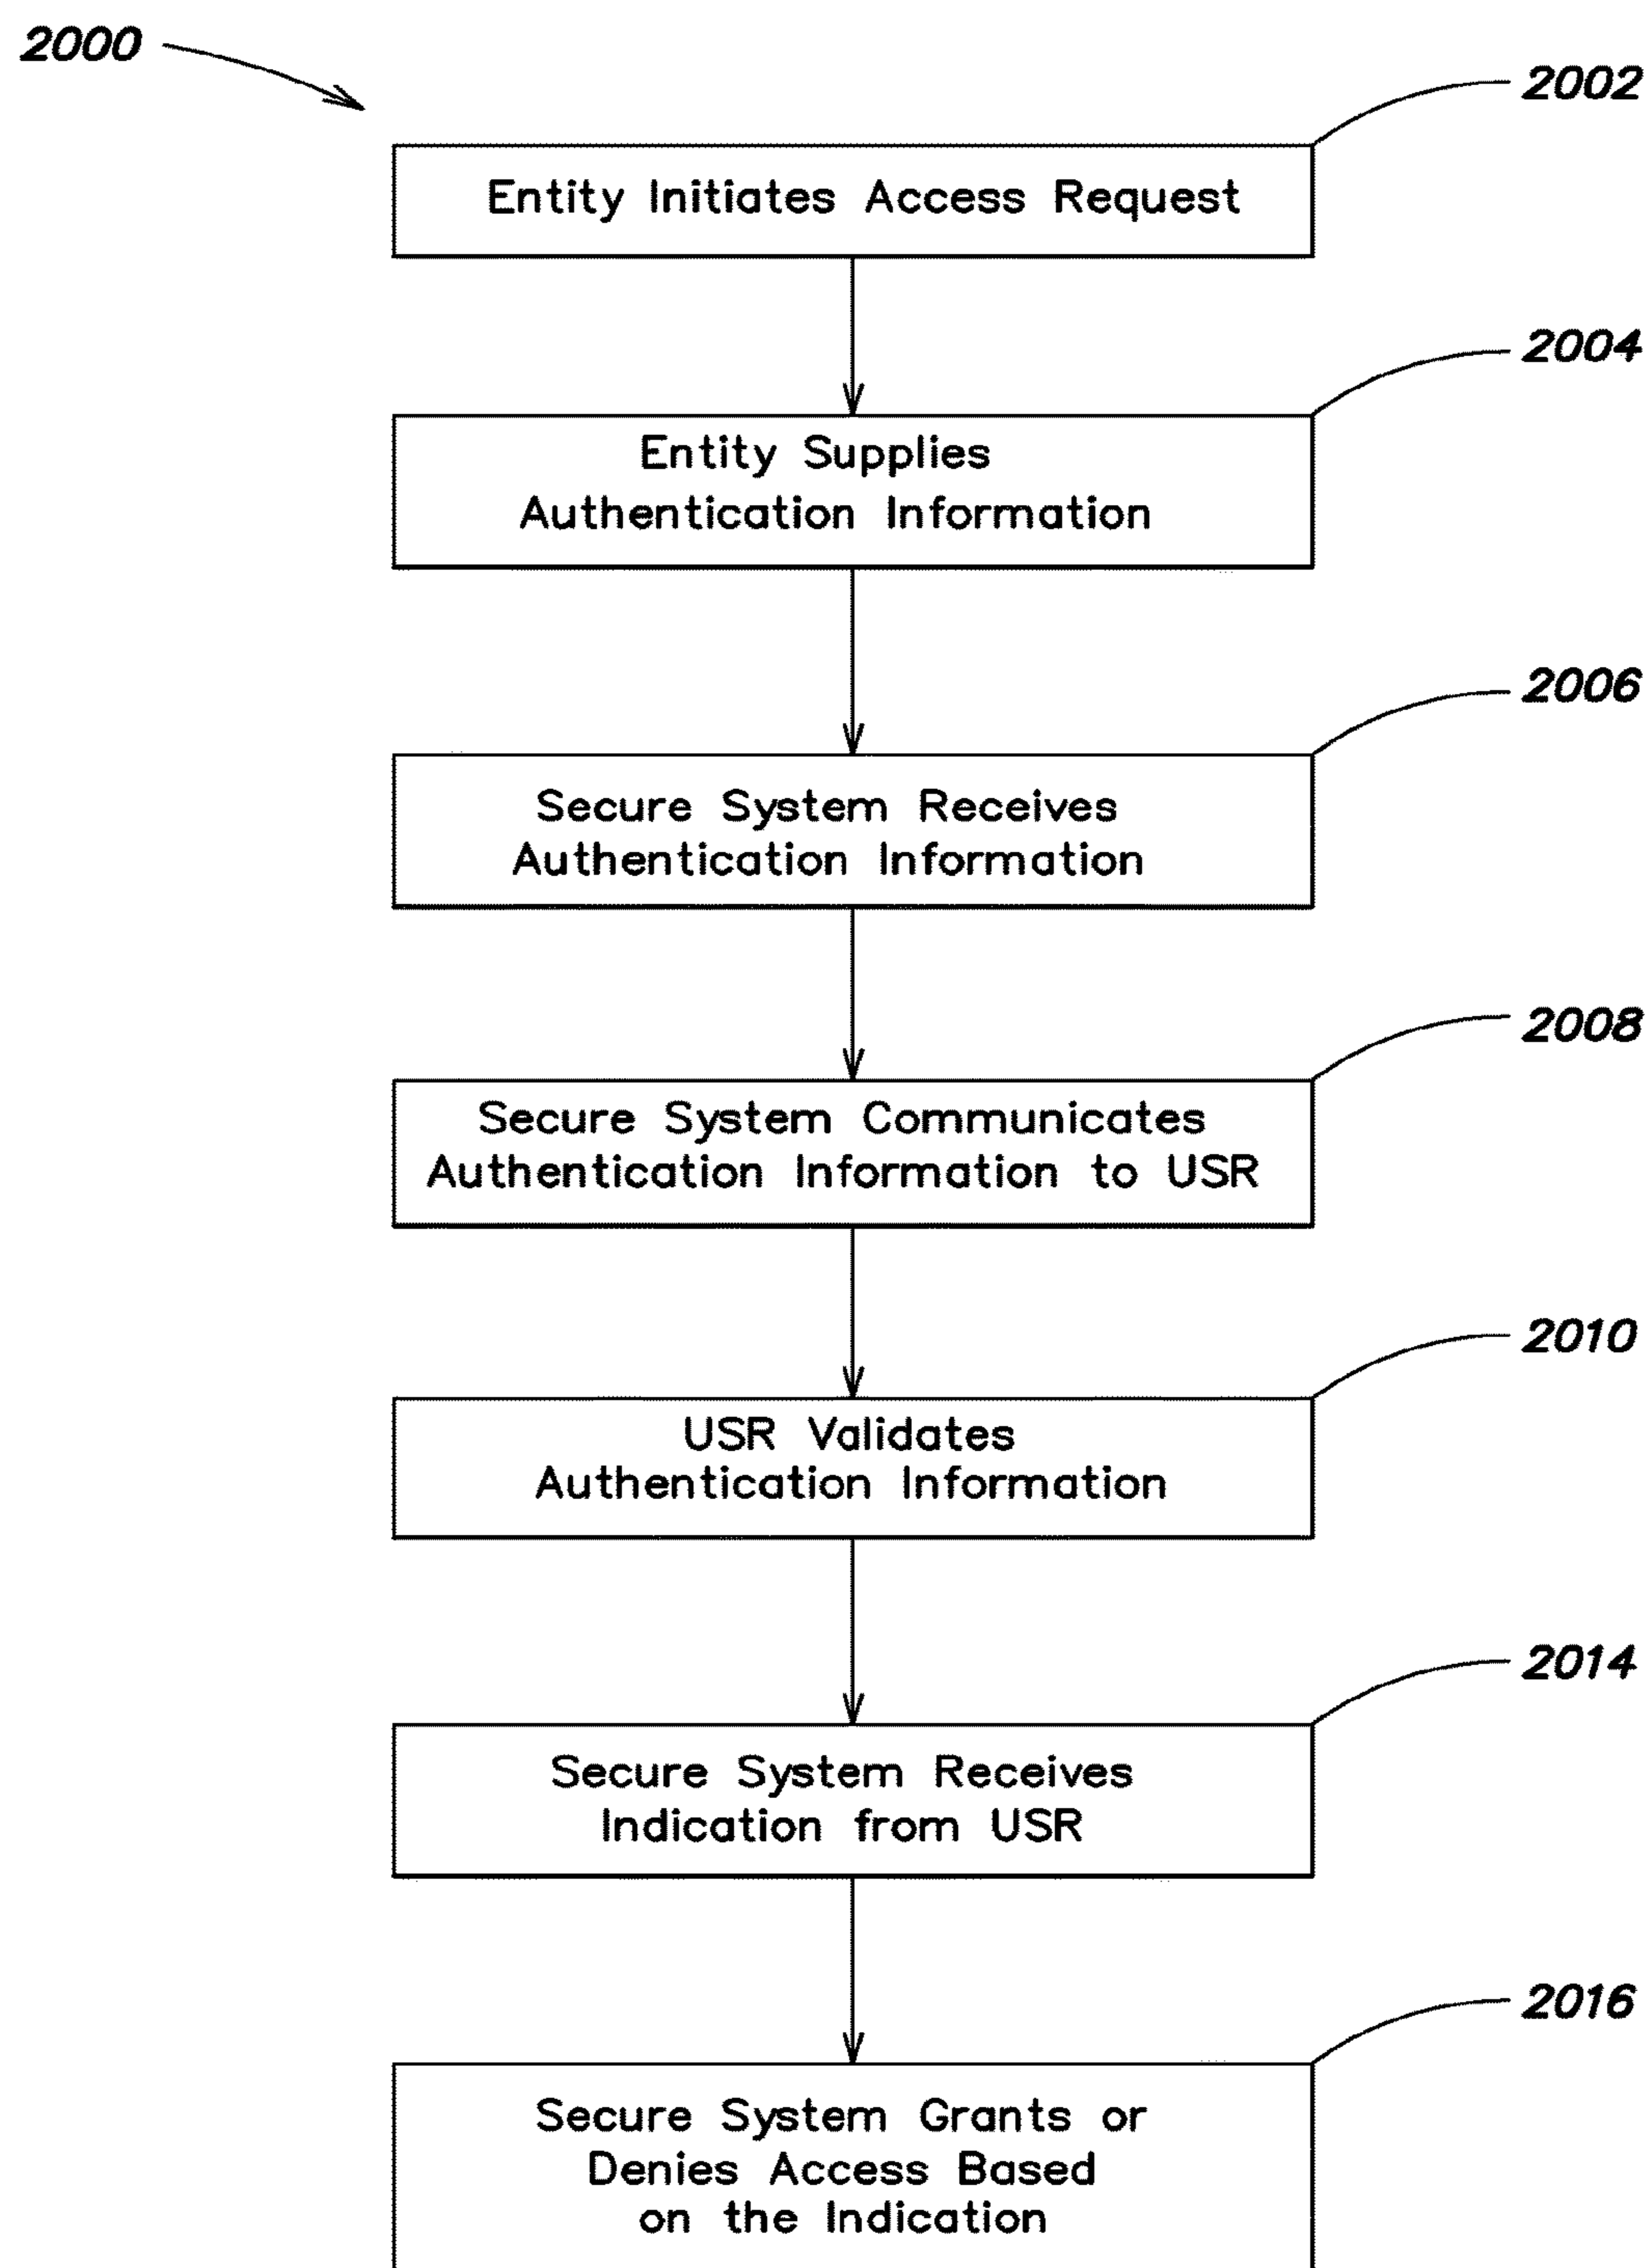 2000
2002
Entity Initiates Access Request
2004
Entity Supplies
Authentication Information
2006
Secure System Receives
Authentication Information
2008
Secure System Communicates
Authentication Information to USR
2010
USR Validates
Authentication Information
2014
Secure System Receives
Indication from USR
2016
Secure System Grants or
Denies Access Based
on the Indication